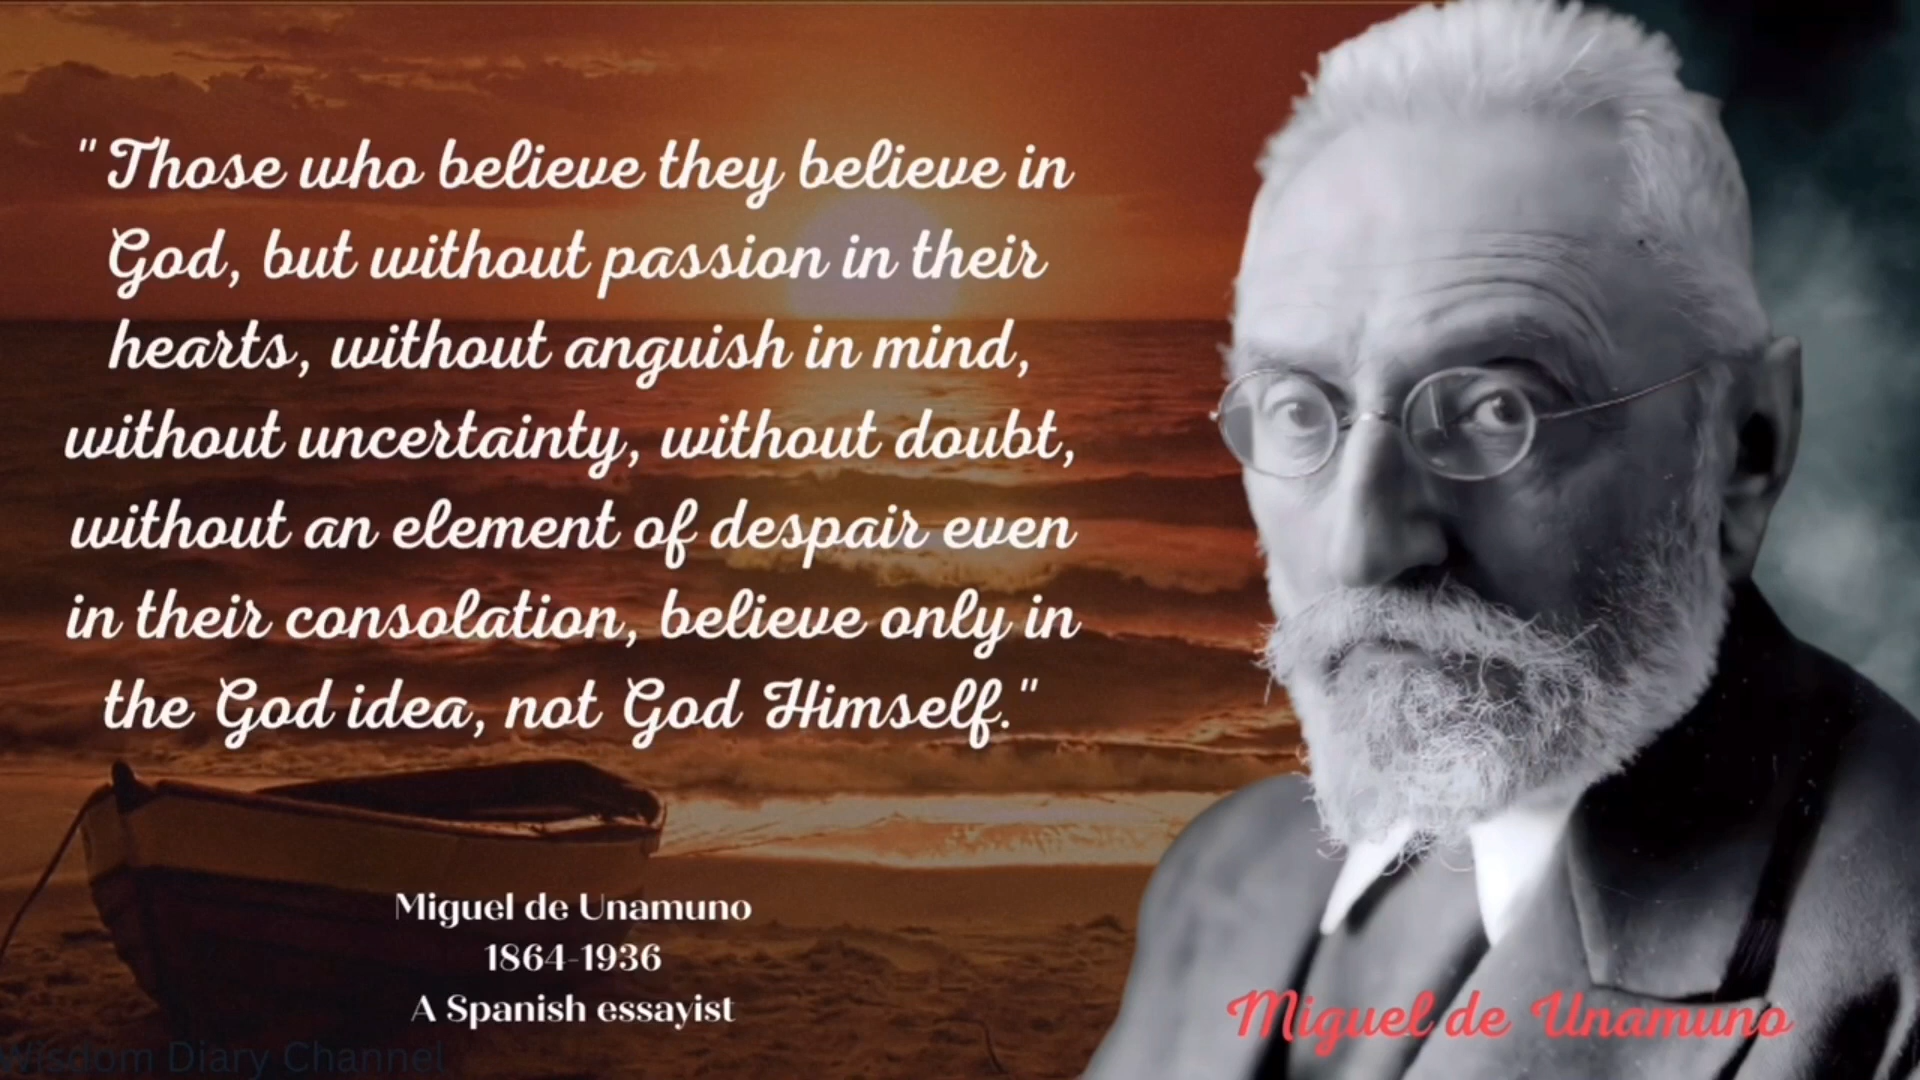 "Those who believe they believe in
God, but without passion in their
hearts, without anguish in mind,
without uncertainty, without doubt,
without an element of despair even
in their consolation, believe only in
the God idea, not God Himself."
Miguel de Unamuno
1864-1936
A Spanish essayist
Miguel de Unamuno
Wisdom Diary Channel